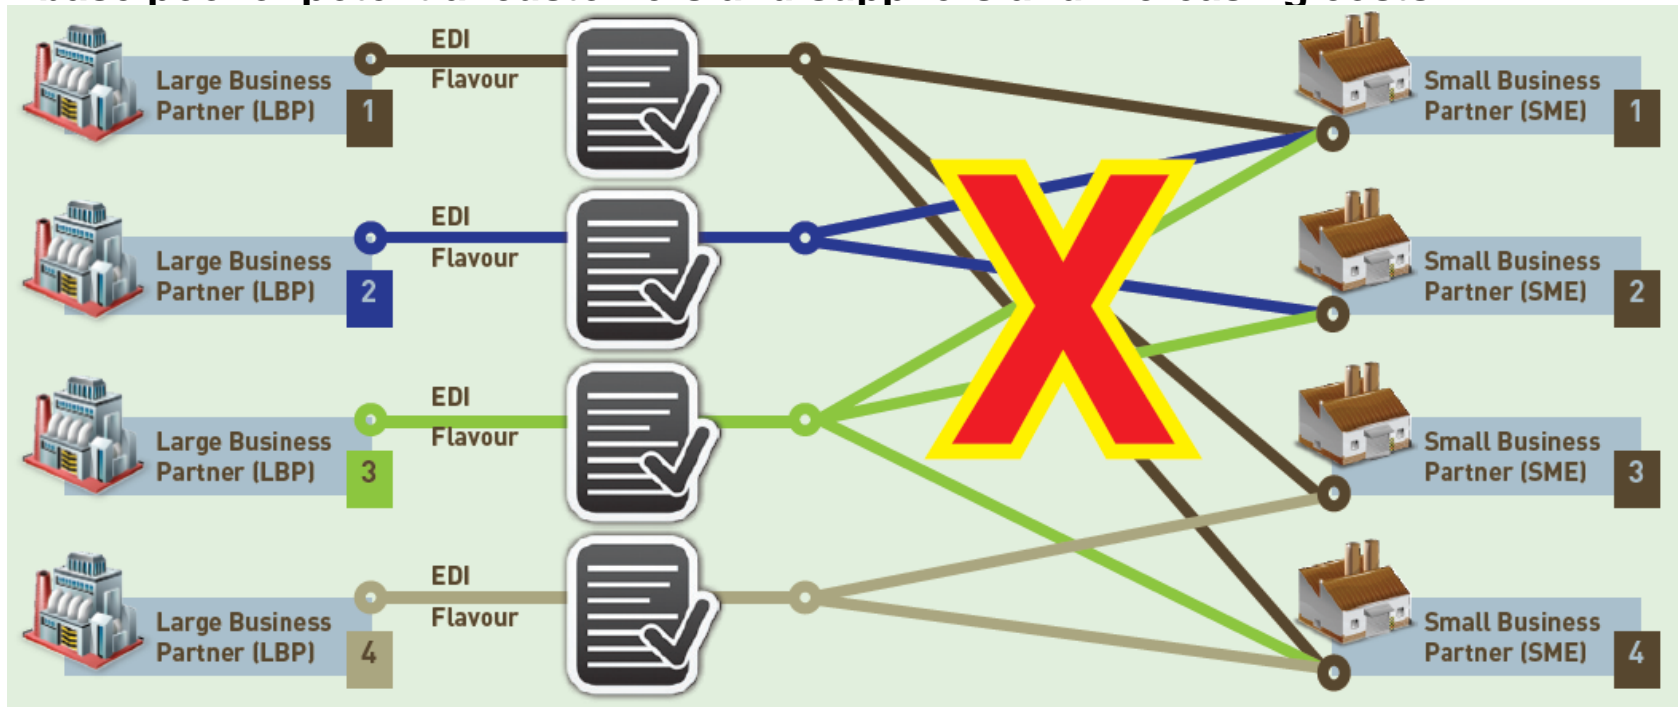 Large Business
Partner (LBP)
1
EDI
Flavour
Small Business
Partner (SME)
1
Large Business
Partner (LBP)
2
EDI
Flavour
Small Business
Partner (SME)
2
Large Business
Partner (LBP)
3
EDI
Flavour
Small Business
Partner (SME)
3
Large Business
Partner (LBP)
4
EDI
Flavour
Small Business
Partner (SME)
4
X